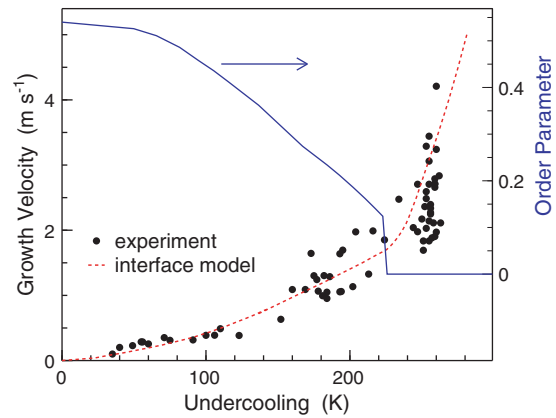 Growth Velocity (m s⁻¹)
4
2
0
experiment
interface model
0
100
200
Undercooling (K)
0.4
0.2
0
Order Parameter